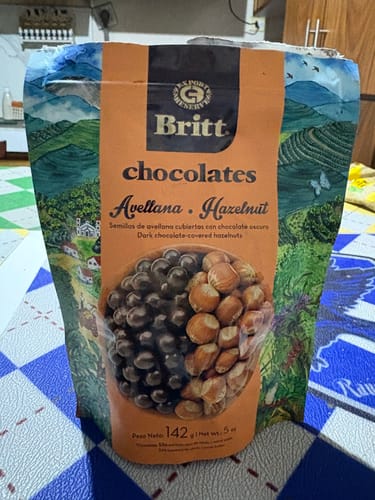 EXPORT
RESERVE
Britt
chocolates
Avellana . Hazelnut
Semillas de avellana cubiertas con chocolate oscuro
Dark chocolate-covered hazelnuts
Peso Neto: 142 g | Net Wt.: 5 oz